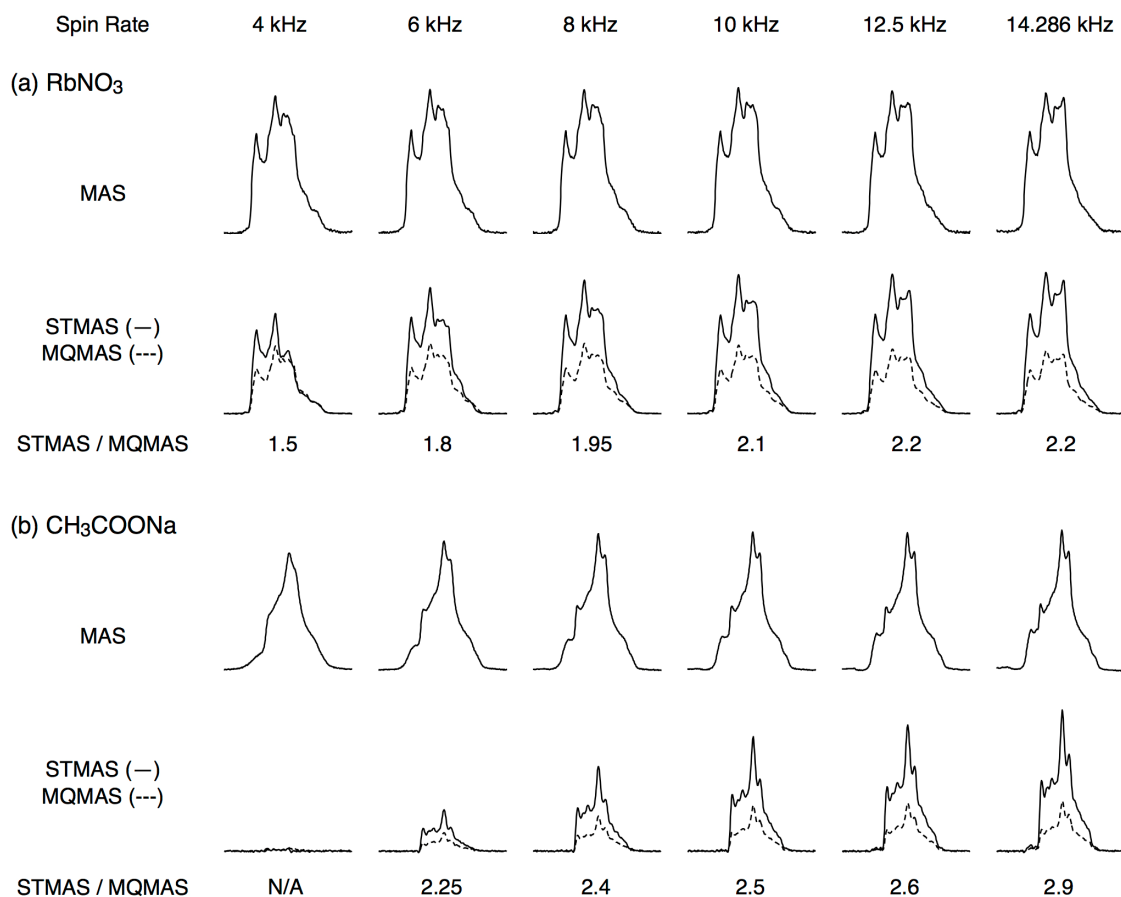 Spin Rate 4 kHz 6 kHz 8 kHz 10 kHz 12.5 kHz 14.286 kHz
(a) RbNO₃
MAS
STMAS (—)
MQMAS (---)
STMAS / MQMAS 1.5 1.8 1.95 2.1 2.2 2.2
(b) CH₃COONa
MAS
STMAS (—)
MQMAS (---)
STMAS / MQMAS N/A 2.25 2.4 2.5 2.6 2.9